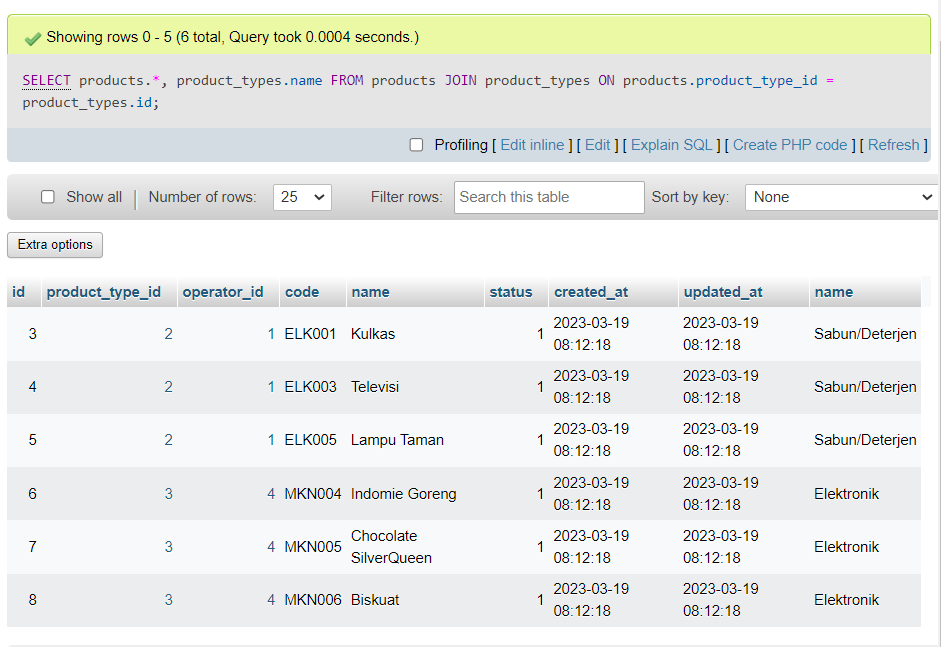 Showing rows 0 - 5 (6 total, Query took 0.0004 seconds.)
SELECT products.*, product_types.name FROM products JOIN product_types ON products.product_type_id =
product_types.id;
Profiling [ Edit inline ] [ Edit ] [ Explain SQL ] [ Create PHP code ] [ Refresh ]
Show all Number of rows: 25 Filter rows: Search this table Sort by key: None
Extra options
id product_type_id operator_id code name status created_at updated_at name
3 2 1 ELK001 Kulkas 1 2023-03-19 08:12:18 2023-03-19 08:12:18 Sabun/Deterjen
4 2 1 ELK003 Televisi 1 2023-03-19 08:12:18 2023-03-19 08:12:18 Sabun/Deterjen
5 2 1 ELK005 Lampu Taman 1 2023-03-19 08:12:18 2023-03-19 08:12:18 Sabun/Deterjen
6 3 4 MKN004 Indomie Goreng 1 2023-03-19 08:12:18 2023-03-19 08:12:18 Elektronik
7 3 4 MKN005 Chocolate SilverQueen 1 2023-03-19 08:12:18 2023-03-19 08:12:18 Elektronik
8 3 4 MKN006 Biskuat 1 2023-03-19 08:12:18 2023-03-19 08:12:18 Elektronik